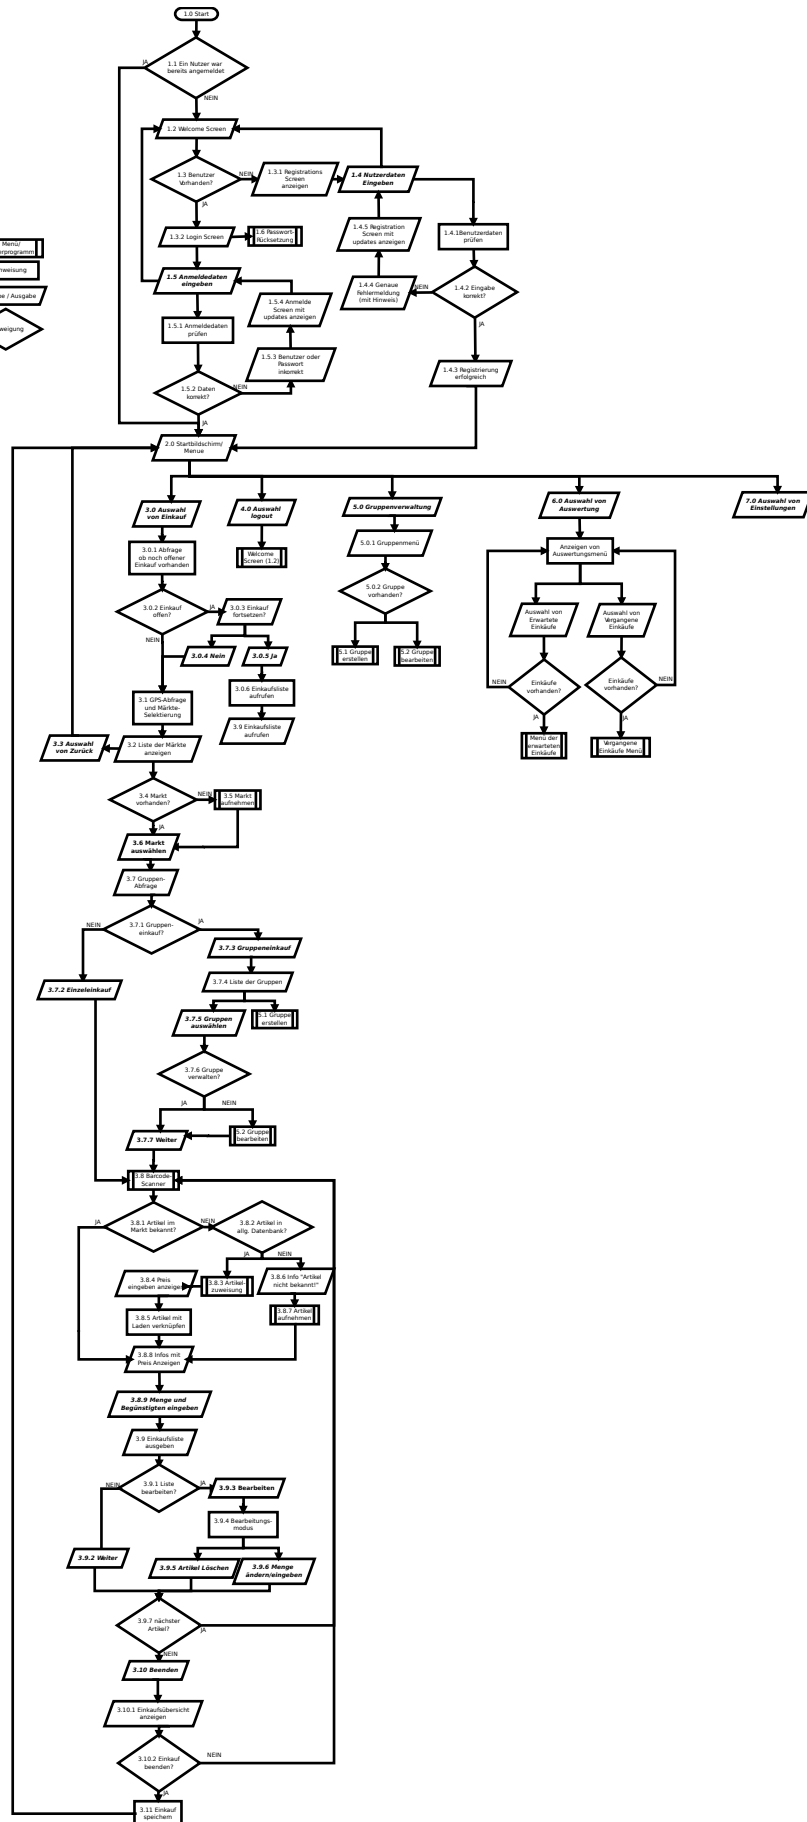 1.0 Start
1.1 Ein Nutzer war
bereits angemeldet
JA
NEIN
1.2 Welcome Screen
1.3 Benutzer
Vorhanden?
NEIN
JA
1.3.1 Registrations
Screen
anzeigen
1.4 Nutzerdaten
Eingeben
1.3.2 Login Screen
1.6 Passwort-
Rücksetzung
1.4.5 Registration
Screen mit
updates anzeigen
1.4.1Benutzerdaten
prüfen
Menü/
nweisung
e / Ausgabe
weigung
1.5 Anmeldedaten
eingeben
1.4.4 Genaue
Fehlermeldung
(mit Hinweis)
NEIN
1.4.2 Eingabe
korrekt?
JA
1.5.4 Anmelde
Screen mit
updates anzeigen
1.5.1 Anmeldedaten
prüfen
1.5.3 Benutzer oder
Passwort
inkorrekt
1.4.3 Registrierung
erfolgreich
1.5.2 Daten
korrekt?
NEIN
JA
2.0 Startbildschirm/
Menue
3.0 Auswahl
von Einkauf
4.0 Auswahl
logout
5.0 Gruppenverwaltung
6.0 Auswahl von
Auswertung
7.0 Auswahl von
Einstellungen
3.0.1 Abfrage
ob noch offener
Einkauf vorhanden
Welcome
Screen (1.2)
5.0.1 Gruppenmenü
Anzeigen von
Auswertungsmenü
3.0.2 Einkauf
offen?
JA
NEIN
3.0.3 Einkauf
fortsetzen?
5.0.2 Gruppe
vorhanden?
Auswahl von
Erwartete
Einkäufe
Auswahl von
Vergangene
Einkäufe
3.0.4 Nein
3.0.5 Ja
5.1 Gruppe
erstellen
5.2 Gruppe
bearbeiten
3.0.6 Einkaufsliste
aufrufen
NEIN
Einkäufe
vorhanden?
JA
Einkäufe
vorhanden?
NEIN
JA
3.1 GPS-Abfrage
und Märkte-
Selektierung
3.9 Einkaufsliste
aufrufen
3.3 Auswahl
von Zurück
3.2 Liste der Märkte
anzeigen
Menü der
erwarteten
Einkäufe
Vergangene
Einkäufe Menü
3.4 Markt
vorhanden?
NEIN
JA
3.5 Markt
aufnehmen
3.6 Markt
auswählen
3.7 Gruppen-
Abfrage
3.7.1 Gruppen-
einkauf?
NEIN
JA
3.7.3 Gruppeneinkauf
3.7.4 Liste der Gruppen
3.7.2 Einzeleinkauf
3.7.5 Gruppen
auswählen
5.1 Gruppe
erstellen
3.7.6 Gruppe
verwalten?
JA
NEIN
3.7.7 Weiter
5.2 Gruppe
bearbeiten
3.8 Barcode-
Scanner
3.8.1 Artikel im
Markt bekannt?
JA
NEIN
3.8.2 Artikel in
allg. Datenbank?
JA
NEIN
3.8.4 Preis
eingeben anzeigen
3.8.3 Artikel-
zuweisung
3.8.6 Info "Artikel
nicht bekannt!"
3.8.5 Artikel mit
Laden verknüpfen
3.8.7 Artikel
aufnehmen
3.8.8 Infos mit
Preis Anzeigen
3.8.9 Menge und
Begünstigten eingeben
3.9 Einkaufsliste
ausgeben
3.9.1 Liste
bearbeiten?
NEIN
JA
3.9.3 Bearbeiten
3.9.4 Bearbeitungs-
modus
3.9.2 Weiter
3.9.5 Artikel Löschen
3.9.6 Menge
ändern/eingeben
3.9.7 nächster
Artikel?
JA
NEIN
3.10 Beenden
3.10.1 Einkaufsübersicht
anzeigen
3.10.2 Einkauf
beenden?
NEIN
JA
3.11 Einkauf
speichern